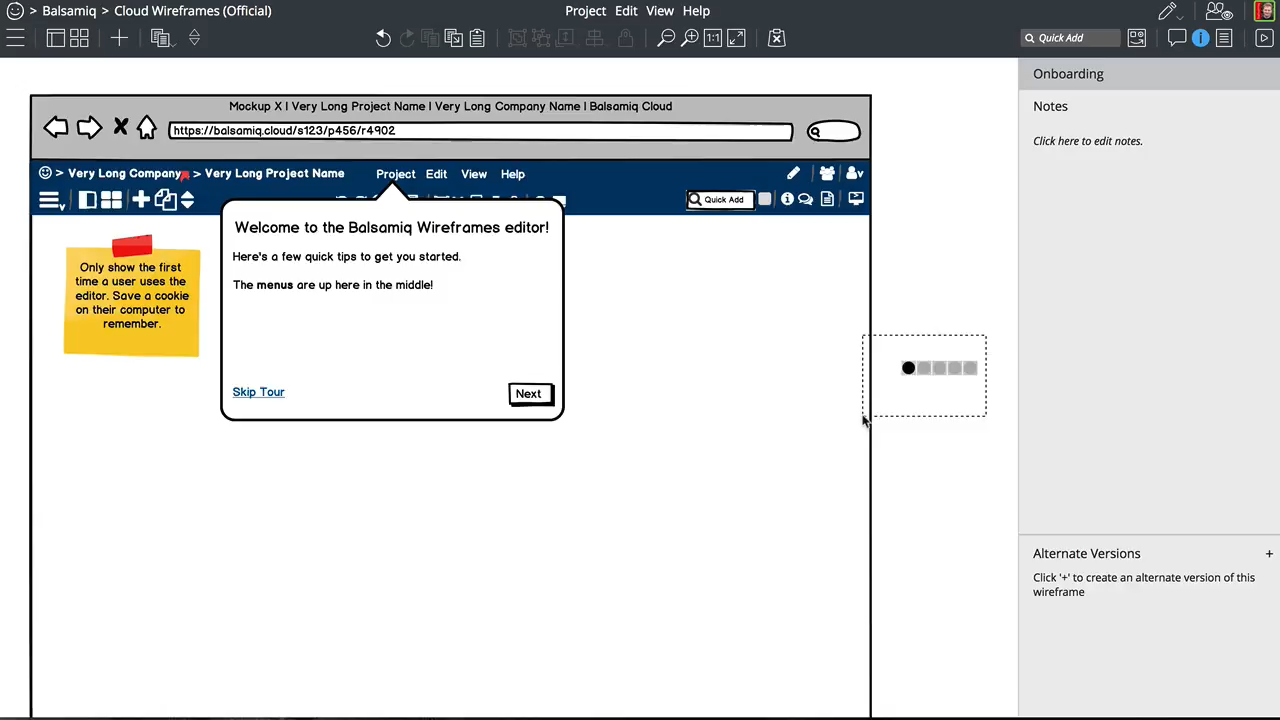 > Balsamiq > Cloud Wireframes (Official)
Project Edit View Help
1:1
Quick Add
Onboarding
Notes
Click here to edit notes.
Mockup X | Very Long Project Name | Very Long Company Name | Balsamiq Cloud
https://balsamiq.cloud/s123/p456/r4902
> Very Long Company > Very Long Project Name
Project Edit View Help
Quick Add
Welcome to the Balsamiq Wireframes editor!
Here's a few quick tips to get you started.
The menus are up here in the middle!
Skip Tour
Next
Only show the first
time a user uses the
editor. Save a cookie
on their computer to
remember.
Alternate Versions +
Click '+' to create an alternate version of this
wireframe